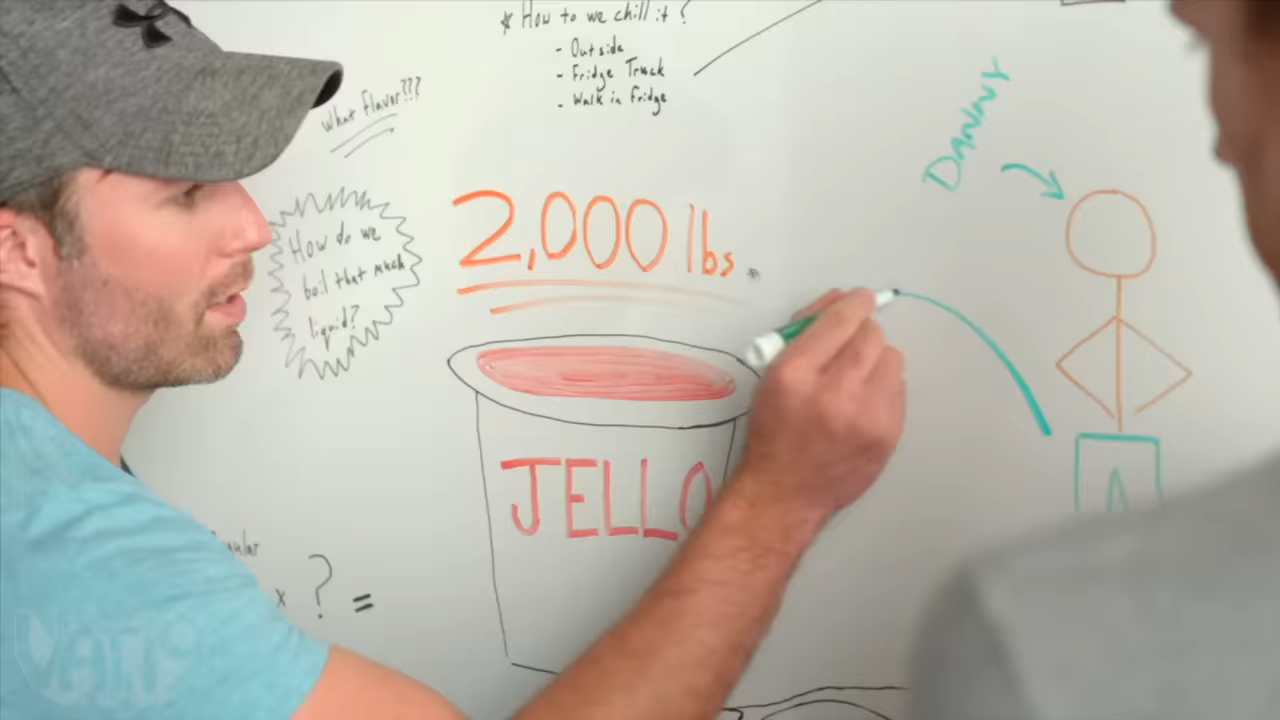 * How to we chill it?
- Outside
- Fridge Truck
- Walk in Fridge
What Flavor???
DANNY
How do we
boil that much
liquid?
2,000 lbs.
JELLO
x ? =